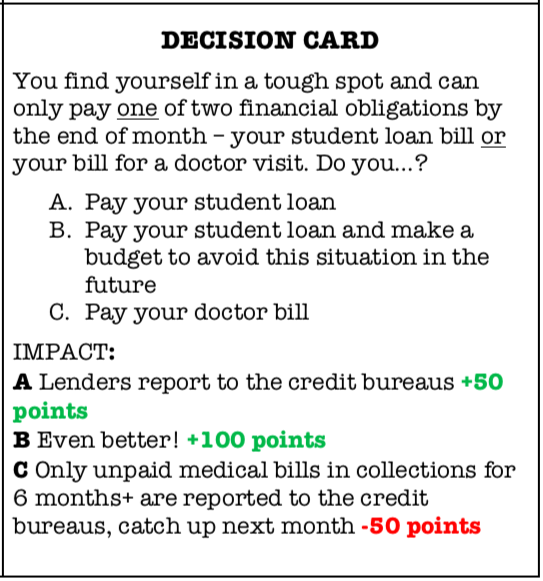 DECISION CARD
You find yourself in a tough spot and can
only pay one of two financial obligations by
the end of month – your student loan bill or
your bill for a doctor visit. Do you...?
A. Pay your student loan
B. Pay your student loan and make a
budget to avoid this situation in the
future
C. Pay your doctor bill
IMPACT:
A Lenders report to the credit bureaus +50
points
B Even better! +100 points
C Only unpaid medical bills in collections for
6 months+ are reported to the credit
bureaus, catch up next month -50 points